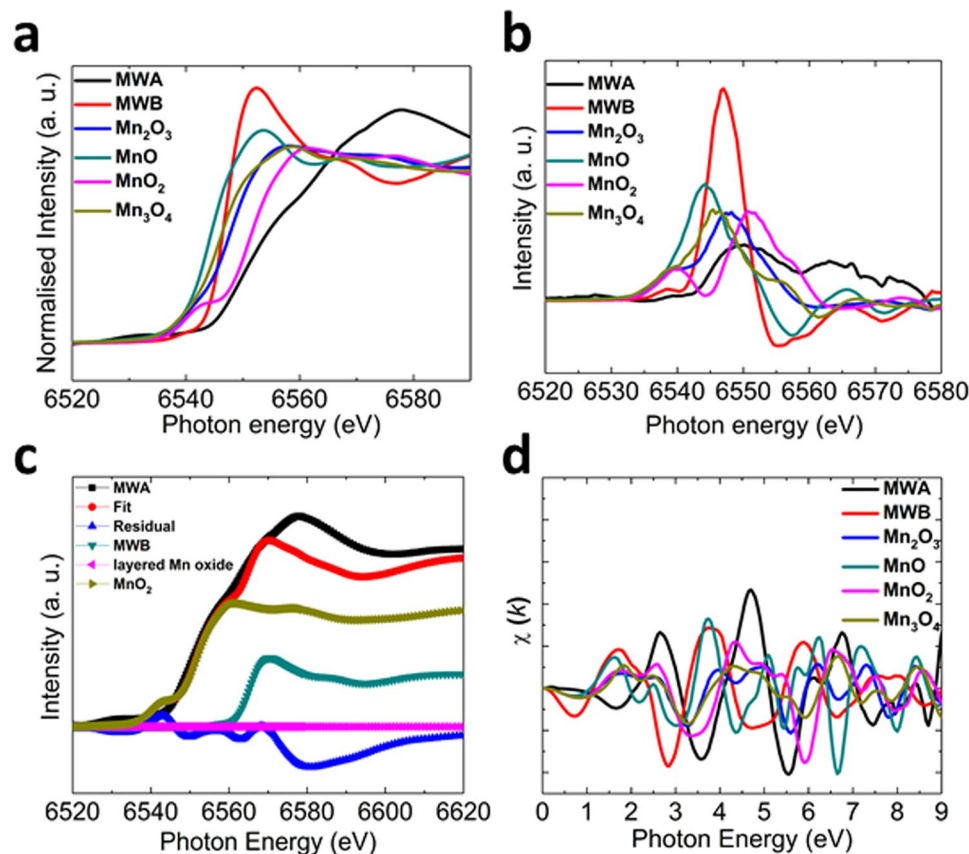 a
Normalised Intensity (a. u.)
MWA
MWB
Mn₂O₃
MnO
MnO₂
Mn₃O₄
6520 6540 6560 6580
Photon energy (eV)
b
Intensity (a. u.)
MWA
MWB
Mn₂O₃
MnO
MnO₂
Mn₃O₄
6520 6530 6540 6550 6560 6570 6580
Photon energy (eV)
c
Intensity (a. u.)
MWA
Fit
Residual
MWB
layered Mn oxide
MnO₂
6520 6540 6560 6580 6600 6620
Photon Energy (eV)
d
χ (k)
MWA
MWB
Mn₂O₃
MnO
MnO₂
Mn₃O₄
0 1 2 3 4 5 6 7 8 9
Photon Energy (eV)